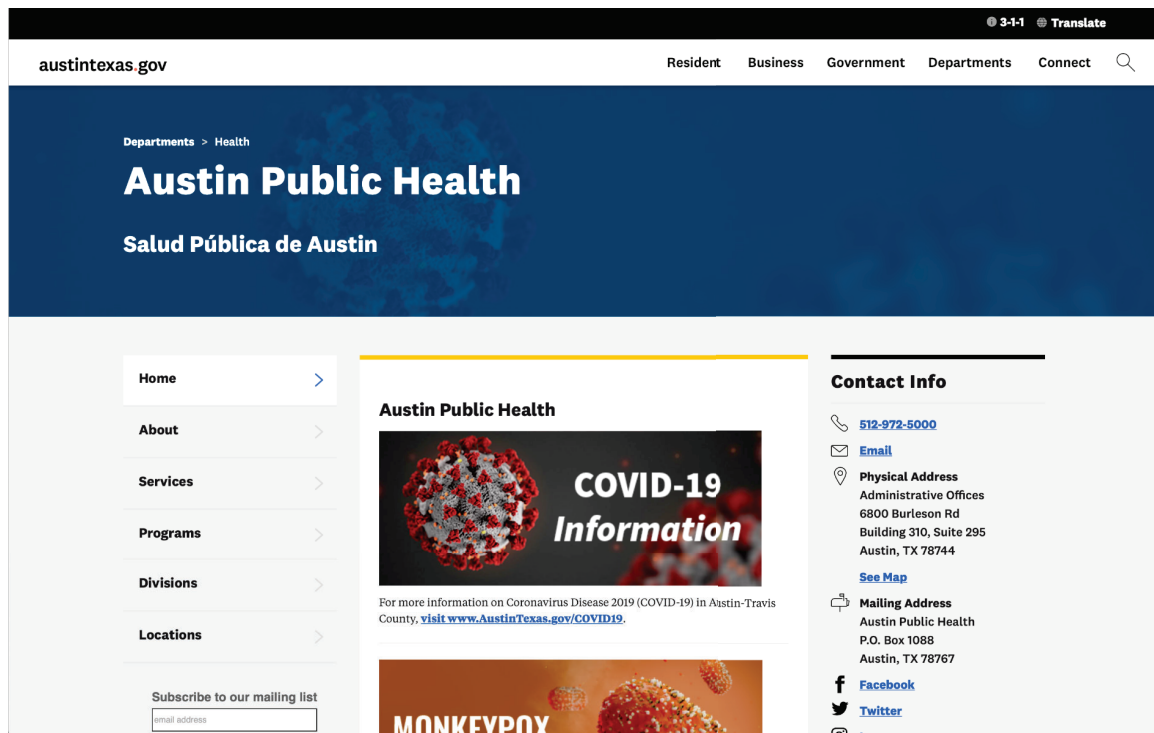 3-1-1 Translate
austintexas.gov
Resident Business Government Departments Connect
Departments > Health
Austin Public Health
Salud Pública de Austin
Home
About
Services
Programs
Divisions
Locations
Subscribe to our mailing list
email address
Austin Public Health
COVID-19
Information
For more information on Coronavirus Disease 2019 (COVID-19) in Austin-Travis
County, visit www.AustinTexas.gov/COVID19.
MONKEYPOX
Contact Info
512-972-5000
Email
Physical Address
Administrative Offices
6800 Burleson Rd
Building 310, Suite 295
Austin, TX 78744
See Map
Mailing Address
Austin Public Health
P.O. Box 1088
Austin, TX 78767
Facebook
Twitter